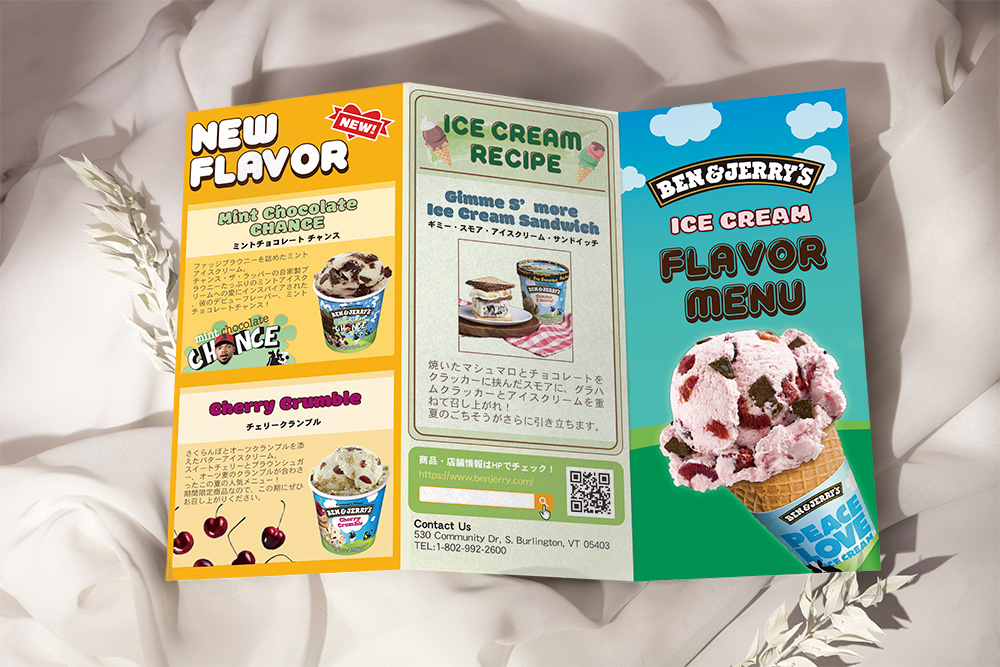 NEW
FLAVOR
NEW!
Mint Chocolate
CHANCE
ミントチョコレート チャンス
ファッジブラウニーを詰めたミント
アイスクリーム。
チャンス・ザ・ラッパーの自家製ブ
ラウニーたっぷりのミントアイスク
リームへの愛にインスパイアされた
彼のデビューフレーバー、ミント
チョコレートチャンス！
mint chocolate
CHANCE
BEN & JERRY'S
CHANCE
Cherry Crumble
チェリークランブル
さくらんぼとオーツクランブルを添
えたバターアイスクリーム。
スイートチェリーとブラウンシュガ
ー、オーツ麦のクランブルが合わさ
ったこの夏の人気メニュー！
期間限定商品なので、この期にぜひ
お召し上がりください。
BEN & JERRY'S
Cherry
Crumble
ICE CREAM
RECIPE
Gimme S' more
Ice Cream Sandwich
ギミー・スモア・アイスクリーム・サンドイッチ
BEN & JERRY'S
Gimme
S'more!
焼いたマシュマロとチョコレートを
クラッカーに挟んだスモアに、グラハ
ムクラッカーとアイスクリームを重
ねて召し上がれ！
夏のごちそうがさらに引き立ちます。
商品・店舗情報はHPでチェック！
https://www.benjerry.com/
Contact Us
530 Community Dr, S. Burlington, VT 05403
TEL:1-802-992-2600
BEN & JERRY'S
ICE CREAM
FLAVOR
MENU
BEN & JERRY'S
PEACE
LOVE
ICE CREAM